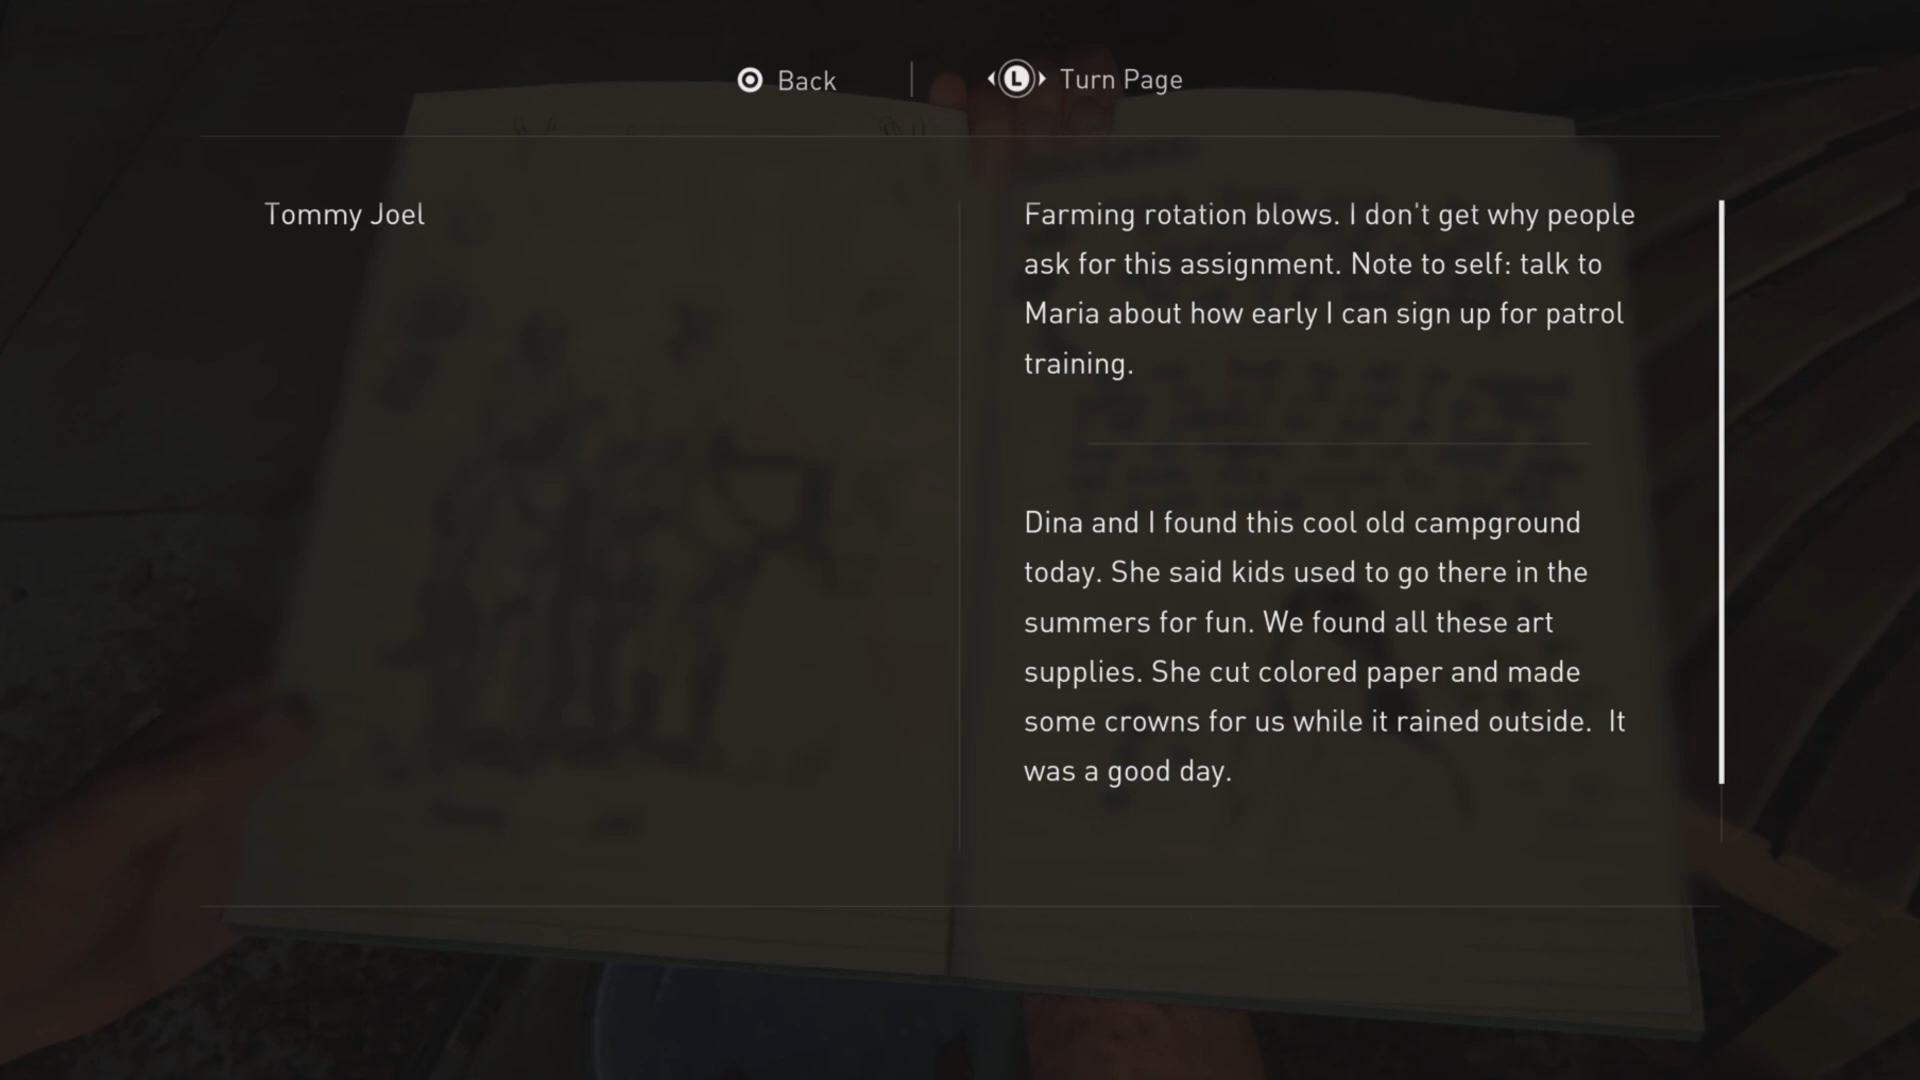 Back
L Turn Page
Tommy Joel
Farming rotation blows. I don't get why people
ask for this assignment. Note to self: talk to
Maria about how early I can sign up for patrol
training.
Dina and I found this cool old campground
today. She said kids used to go there in the
summers for fun. We found all these art
supplies. She cut colored paper and made
some crowns for us while it rained outside.  It
was a good day.